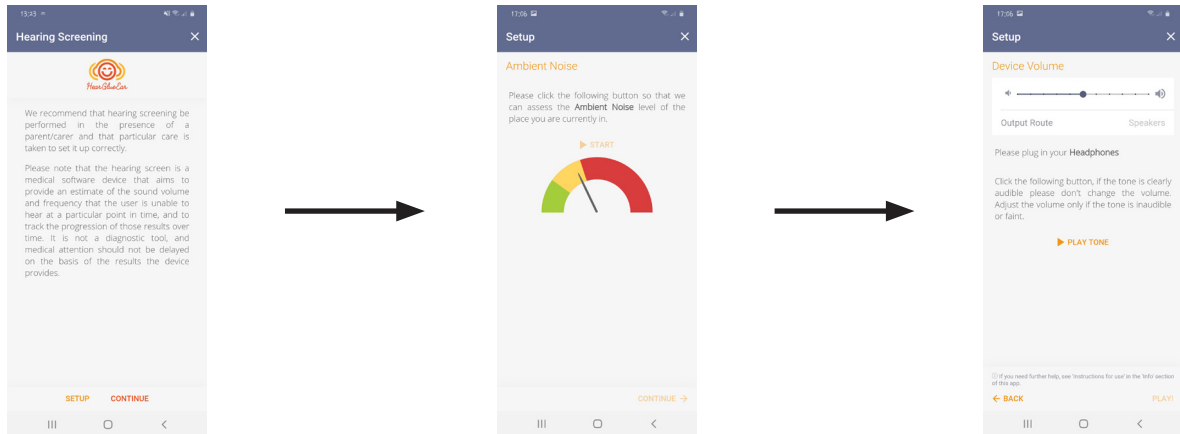 13:43
Hearing Screening
Hear Glue Ear
We recommend that hearing screening be
performed in the presence of a
parent/carer and that particular care is
taken to set it up correctly.
Please note that the hearing screen is a
medical software device that aims to
provide an estimate of the sound volume
and frequency that the user is unable to
hear at a particular point in time, and to
track the progression of those results over
time. It is not a diagnostic tool, and
medical attention should not be delayed
on the basis of the results the device
provides.
SETUP CONTINUE
17:06
Setup
Ambient Noise
Please click the following button so that we
can assess the Ambient Noise level of the
place you are currently in.
START
CONTINUE
17:06
Setup
Device Volume
Output Route Speakers
Please plug in your Headphones
Click the following button, if the tone is clearly
audible please don't change the volume.
Adjust the volume only if the tone is inaudible
or faint.
PLAY TONE
If you need further help, see 'Instructions for use' in the 'Info' section
of this app.
BACK PLAY!